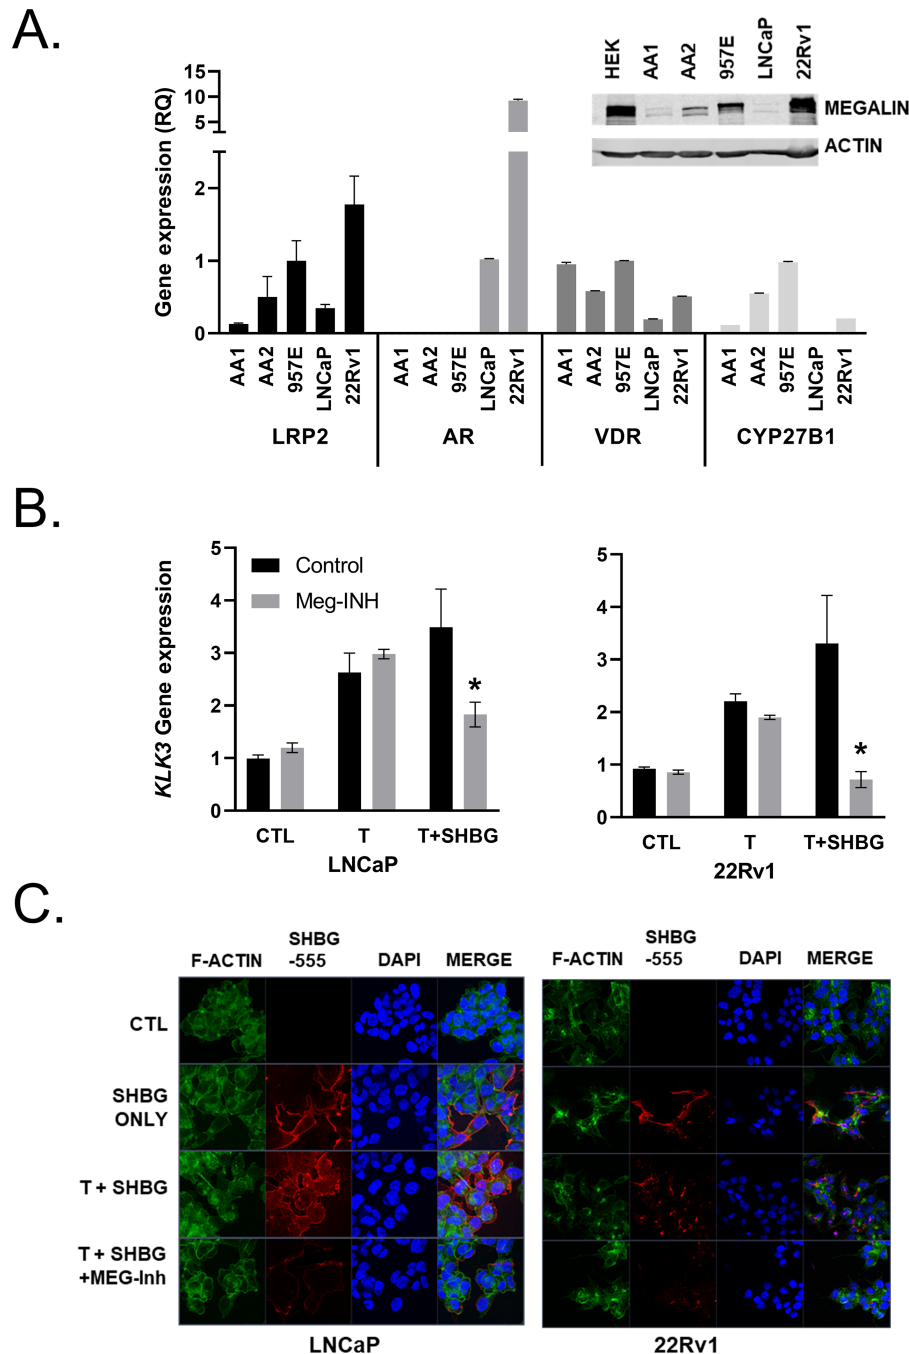 A.
HEK
AA1
AA2
957E
LNCaP
22Rv1
MEGALIN
ACTIN
Gene expression (RQ)
15
10
5
2
1
0
AA1
AA2
957E
LNCaP
22Rv1
AA1
AA2
957E
LNCaP
22Rv1
AA1
AA2
957E
LNCaP
22Rv1
AA1
AA2
957E
LNCaP
22Rv1
LRP2 AR VDR CYP27B1
B.
KLK3 Gene expression
5
4
3
2
1
0
Control
Meg-INH
*
CTL T T+SHBG
LNCaP
5
4
3
2
1
0
*
CTL T T+SHBG
22Rv1
C.
F-ACTIN SHBG -555 DAPI MERGE
F-ACTIN SHBG -555 DAPI MERGE
CTL
SHBG
ONLY
T + SHBG
T + SHBG
+MEG-Inh
LNCaP 22Rv1